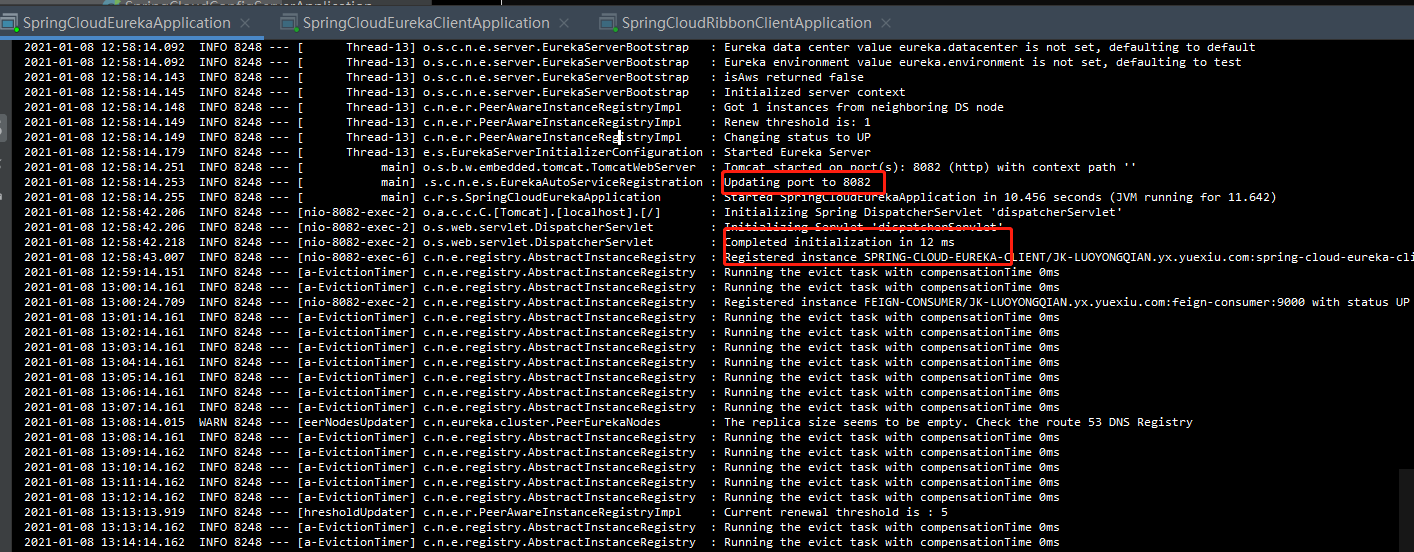 SpringCloudEurekaApplication × SpringCloudEurekaClientApplication × SpringCloudRibbonClientApplication ×
2021-01-08 12:58:14.092 INFO 8248 --- [ Thread-13] o.s.c.n.e.server.EurekaServerBootstrap : Eureka data center value eureka.datacenter is not set, defaulting to default
2021-01-08 12:58:14.092 INFO 8248 --- [ Thread-13] o.s.c.n.e.server.EurekaServerBootstrap : Eureka environment value eureka.environment is not set, defaulting to test
2021-01-08 12:58:14.143 INFO 8248 --- [ Thread-13] o.s.c.n.e.server.EurekaServerBootstrap : isAws returned false
2021-01-08 12:58:14.145 INFO 8248 --- [ Thread-13] o.s.c.n.e.server.EurekaServerBootstrap : Initialized server context
2021-01-08 12:58:14.148 INFO 8248 --- [ Thread-13] c.n.e.r.PeerAwareInstanceRegistryImpl : Got 1 instances from neighboring DS node
2021-01-08 12:58:14.149 INFO 8248 --- [ Thread-13] c.n.e.r.PeerAwareInstanceRegistryImpl : Renew threshold is: 1
2021-01-08 12:58:14.149 INFO 8248 --- [ Thread-13] c.n.e.r.PeerAwareInstanceRegistryImpl : Changing status to UP
2021-01-08 12:58:14.179 INFO 8248 --- [ Thread-13] e.s.EurekaServerInitializerConfiguration : Started Eureka Server
2021-01-08 12:58:14.251 INFO 8248 --- [ main] o.s.b.w.embedded.tomcat.TomcatWebServer : Tomcat started on port(s): 8082 (http) with context path ''
2021-01-08 12:58:14.253 INFO 8248 --- [ main] .s.c.n.e.s.EurekaAutoServiceRegistration : Updating port to 8082
2021-01-08 12:58:14.255 INFO 8248 --- [ main] c.r.s.SpringCloudEurekaApplication : Started SpringCloudEurekaApplication in 10.456 seconds (JVM running for 11.642)
2021-01-08 12:58:42.206 INFO 8248 --- [nio-8082-exec-2] o.a.c.c.C.[Tomcat].[localhost].[/] : Initializing Spring DispatcherServlet 'dispatcherServlet'
2021-01-08 12:58:42.206 INFO 8248 --- [nio-8082-exec-2] o.s.web.servlet.DispatcherServlet : Initializing Servlet 'dispatcherServlet'
2021-01-08 12:58:42.218 INFO 8248 --- [nio-8082-exec-2] o.s.web.servlet.DispatcherServlet : Completed initialization in 12 ms
2021-01-08 12:58:43.007 INFO 8248 --- [nio-8082-exec-6] c.n.e.registry.AbstractInstanceRegistry : Registered instance SPRING-CLOUD-EUREKA-CLIENT/JK-LUOYONGQIAN.yx.yuexiu.com:spring-cloud-eureka-cli
2021-01-08 12:59:14.151 INFO 8248 --- [a-EvictionTimer] c.n.e.registry.AbstractInstanceRegistry : Running the evict task with compensationTime 0ms
2021-01-08 13:00:14.161 INFO 8248 --- [a-EvictionTimer] c.n.e.registry.AbstractInstanceRegistry : Running the evict task with compensationTime 0ms
2021-01-08 13:00:24.709 INFO 8248 --- [nio-8082-exec-2] c.n.e.registry.AbstractInstanceRegistry : Registered instance FEIGN-CONSUMER/JK-LUOYONGQIAN.yx.yuexiu.com:feign-consumer:9000 with status UP
2021-01-08 13:01:14.161 INFO 8248 --- [a-EvictionTimer] c.n.e.registry.AbstractInstanceRegistry : Running the evict task with compensationTime 0ms
2021-01-08 13:02:14.161 INFO 8248 --- [a-EvictionTimer] c.n.e.registry.AbstractInstanceRegistry : Running the evict task with compensationTime 0ms
2021-01-08 13:03:14.161 INFO 8248 --- [a-EvictionTimer] c.n.e.registry.AbstractInstanceRegistry : Running the evict task with compensationTime 0ms
2021-01-08 13:04:14.161 INFO 8248 --- [a-EvictionTimer] c.n.e.registry.AbstractInstanceRegistry : Running the evict task with compensationTime 0ms
2021-01-08 13:05:14.161 INFO 8248 --- [a-EvictionTimer] c.n.e.registry.AbstractInstanceRegistry : Running the evict task with compensationTime 0ms
2021-01-08 13:06:14.161 INFO 8248 --- [a-EvictionTimer] c.n.e.registry.AbstractInstanceRegistry : Running the evict task with compensationTime 0ms
2021-01-08 13:07:14.161 INFO 8248 --- [a-EvictionTimer] c.n.e.registry.AbstractInstanceRegistry : Running the evict task with compensationTime 0ms
2021-01-08 13:08:14.015 WARN 8248 --- [eerNodesUpdater] c.n.eureka.cluster.PeerEurekaNodes : The replica size seems to be empty. Check the route 53 DNS Registry
2021-01-08 13:08:14.161 INFO 8248 --- [a-EvictionTimer] c.n.e.registry.AbstractInstanceRegistry : Running the evict task with compensationTime 0ms
2021-01-08 13:09:14.162 INFO 8248 --- [a-EvictionTimer] c.n.e.registry.AbstractInstanceRegistry : Running the evict task with compensationTime 0ms
2021-01-08 13:10:14.162 INFO 8248 --- [a-EvictionTimer] c.n.e.registry.AbstractInstanceRegistry : Running the evict task with compensationTime 0ms
2021-01-08 13:11:14.162 INFO 8248 --- [a-EvictionTimer] c.n.e.registry.AbstractInstanceRegistry : Running the evict task with compensationTime 0ms
2021-01-08 13:12:14.162 INFO 8248 --- [a-EvictionTimer] c.n.e.registry.AbstractInstanceRegistry : Running the evict task with compensationTime 0ms
2021-01-08 13:13:13.919 INFO 8248 --- [hresholdUpdater] c.n.e.r.PeerAwareInstanceRegistryImpl : Current renewal threshold is : 5
2021-01-08 13:13:14.162 INFO 8248 --- [a-EvictionTimer] c.n.e.registry.AbstractInstanceRegistry : Running the evict task with compensationTime 0ms
2021-01-08 13:14:14.162 INFO 8248 --- [a-EvictionTimer] c.n.e.registry.AbstractInstanceRegistry : Running the evict task with compensationTime 0ms